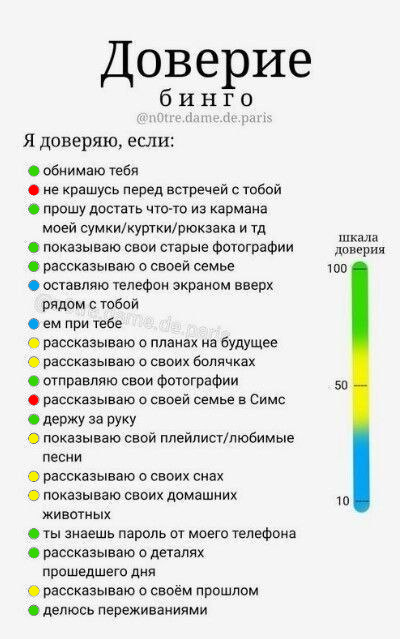 Доверие
бинго
@n0tre.dame.de.paris
Я доверяю, если:
обнимаю тебя
не крашусь перед встречей с тобой
прошу достать что-то из кармана
моей сумки/куртки/рюкзака и тд
показываю свои старые фотографии
рассказываю о своей семье
оставляю телефон экраном вверх
рядом с тобой
ем при тебе
рассказываю о планах на будущее
рассказываю о своих болячках
отправляю свои фотографии
рассказываю о своей семье в Симс
держу за руку
показываю свой плейлист/любимые
песни
рассказываю о своих снах
показываю своих домашних
животных
ты знаешь пароль от моего телефона
рассказываю о деталях
прошедшего дня
рассказываю о своём прошлом
делюсь переживаниями
шкала
доверия
100
50
10
@n0tre.dame.de.paris